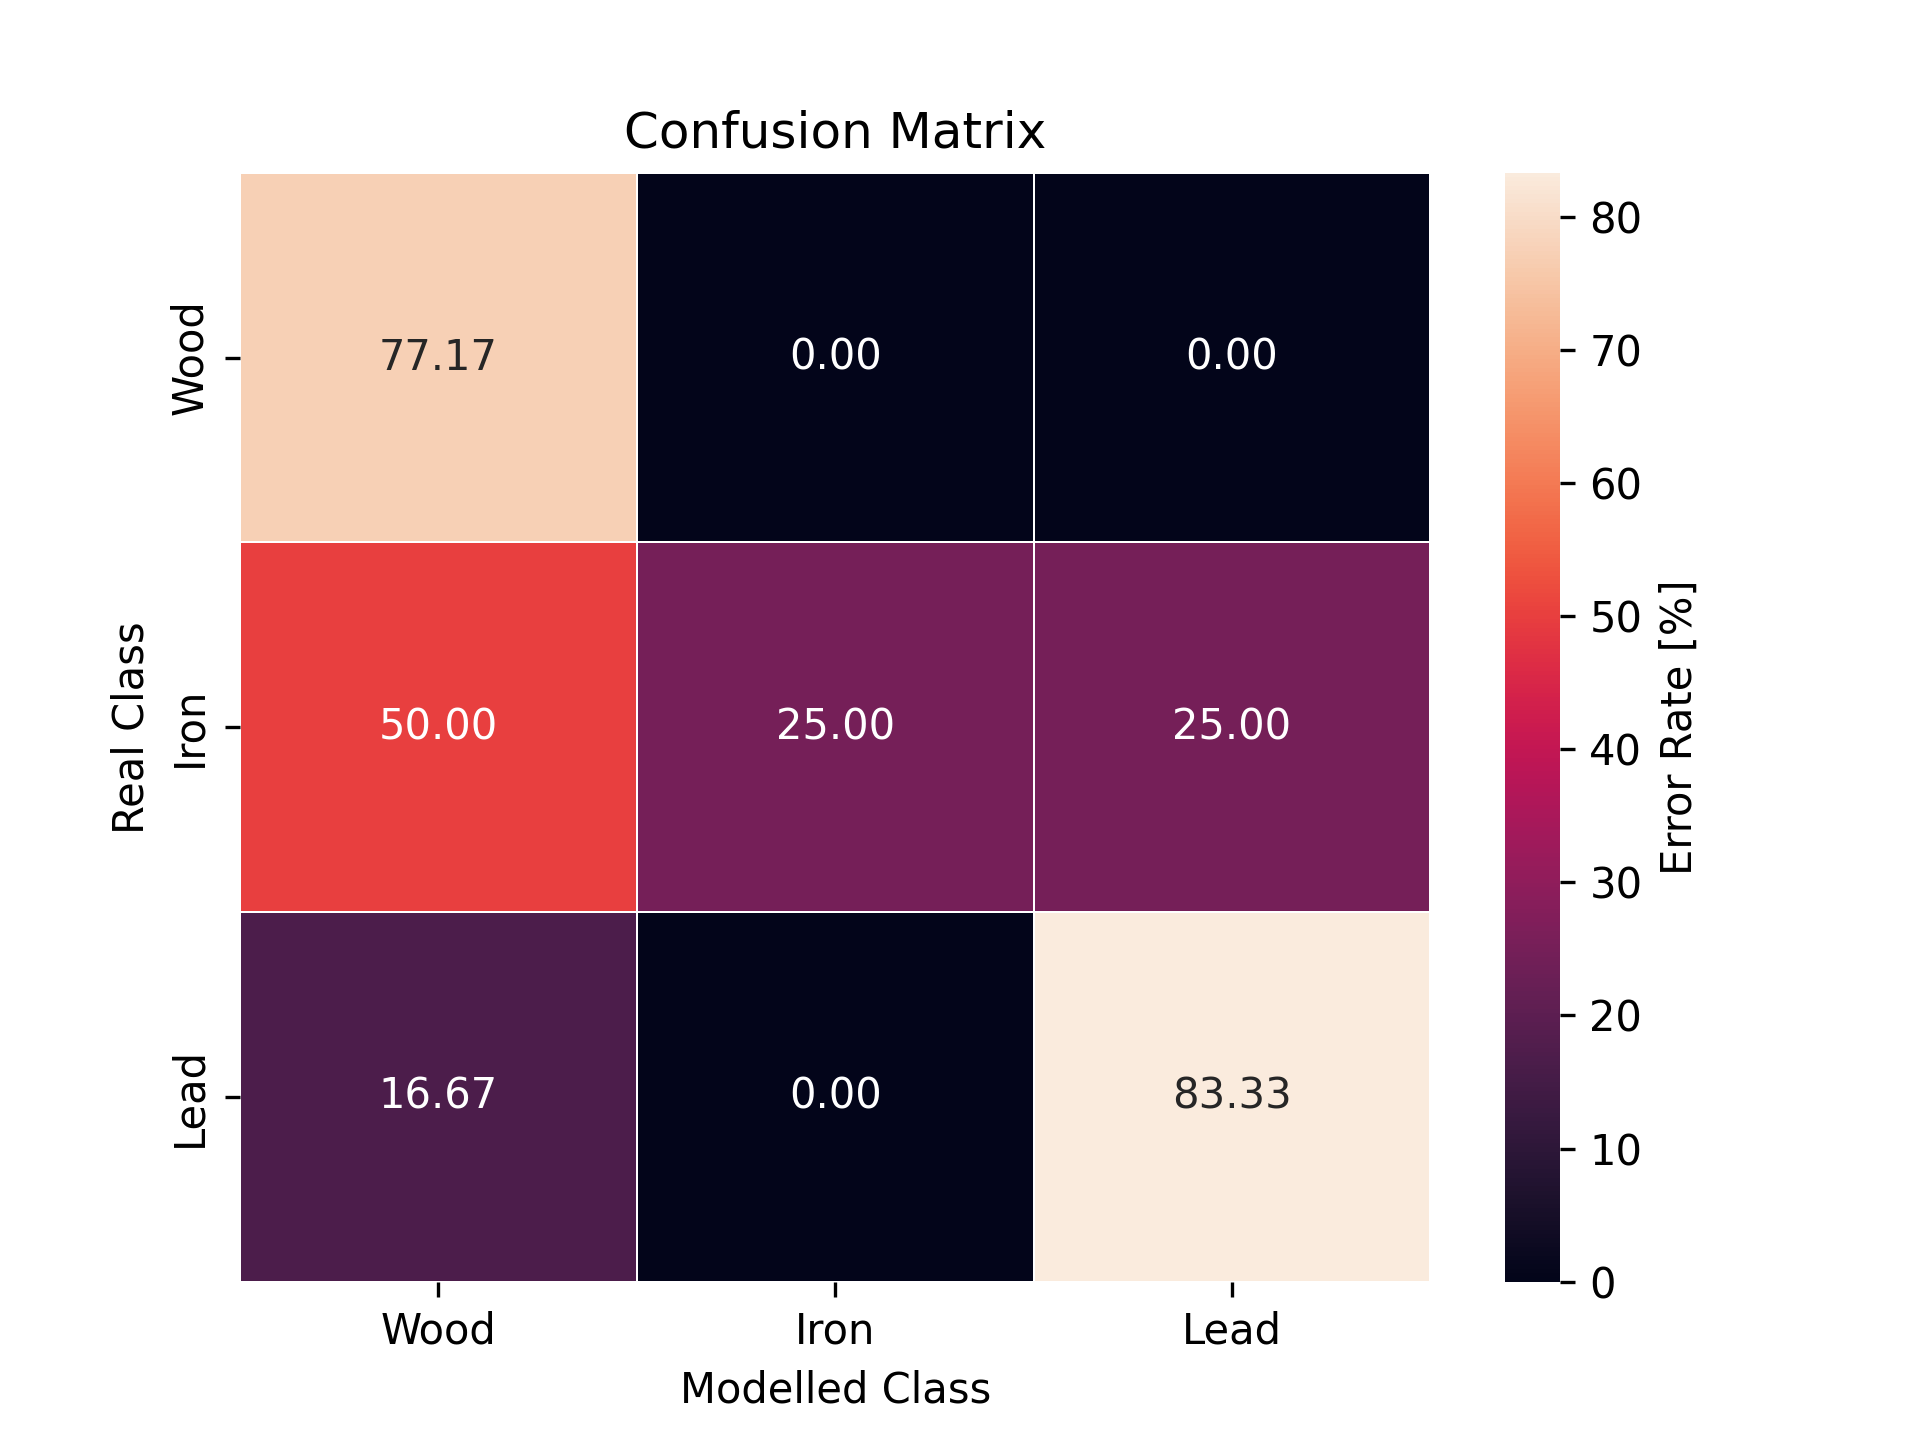 Confusion Matrix
Real Class
Wood
77.17 0.00 0.00
Iron
50.00 25.00 25.00
Lead
16.67 0.00 83.33
Wood Iron Lead
Modelled Class
80
70
60
50
40
30
20
10
0
Error Rate [%]